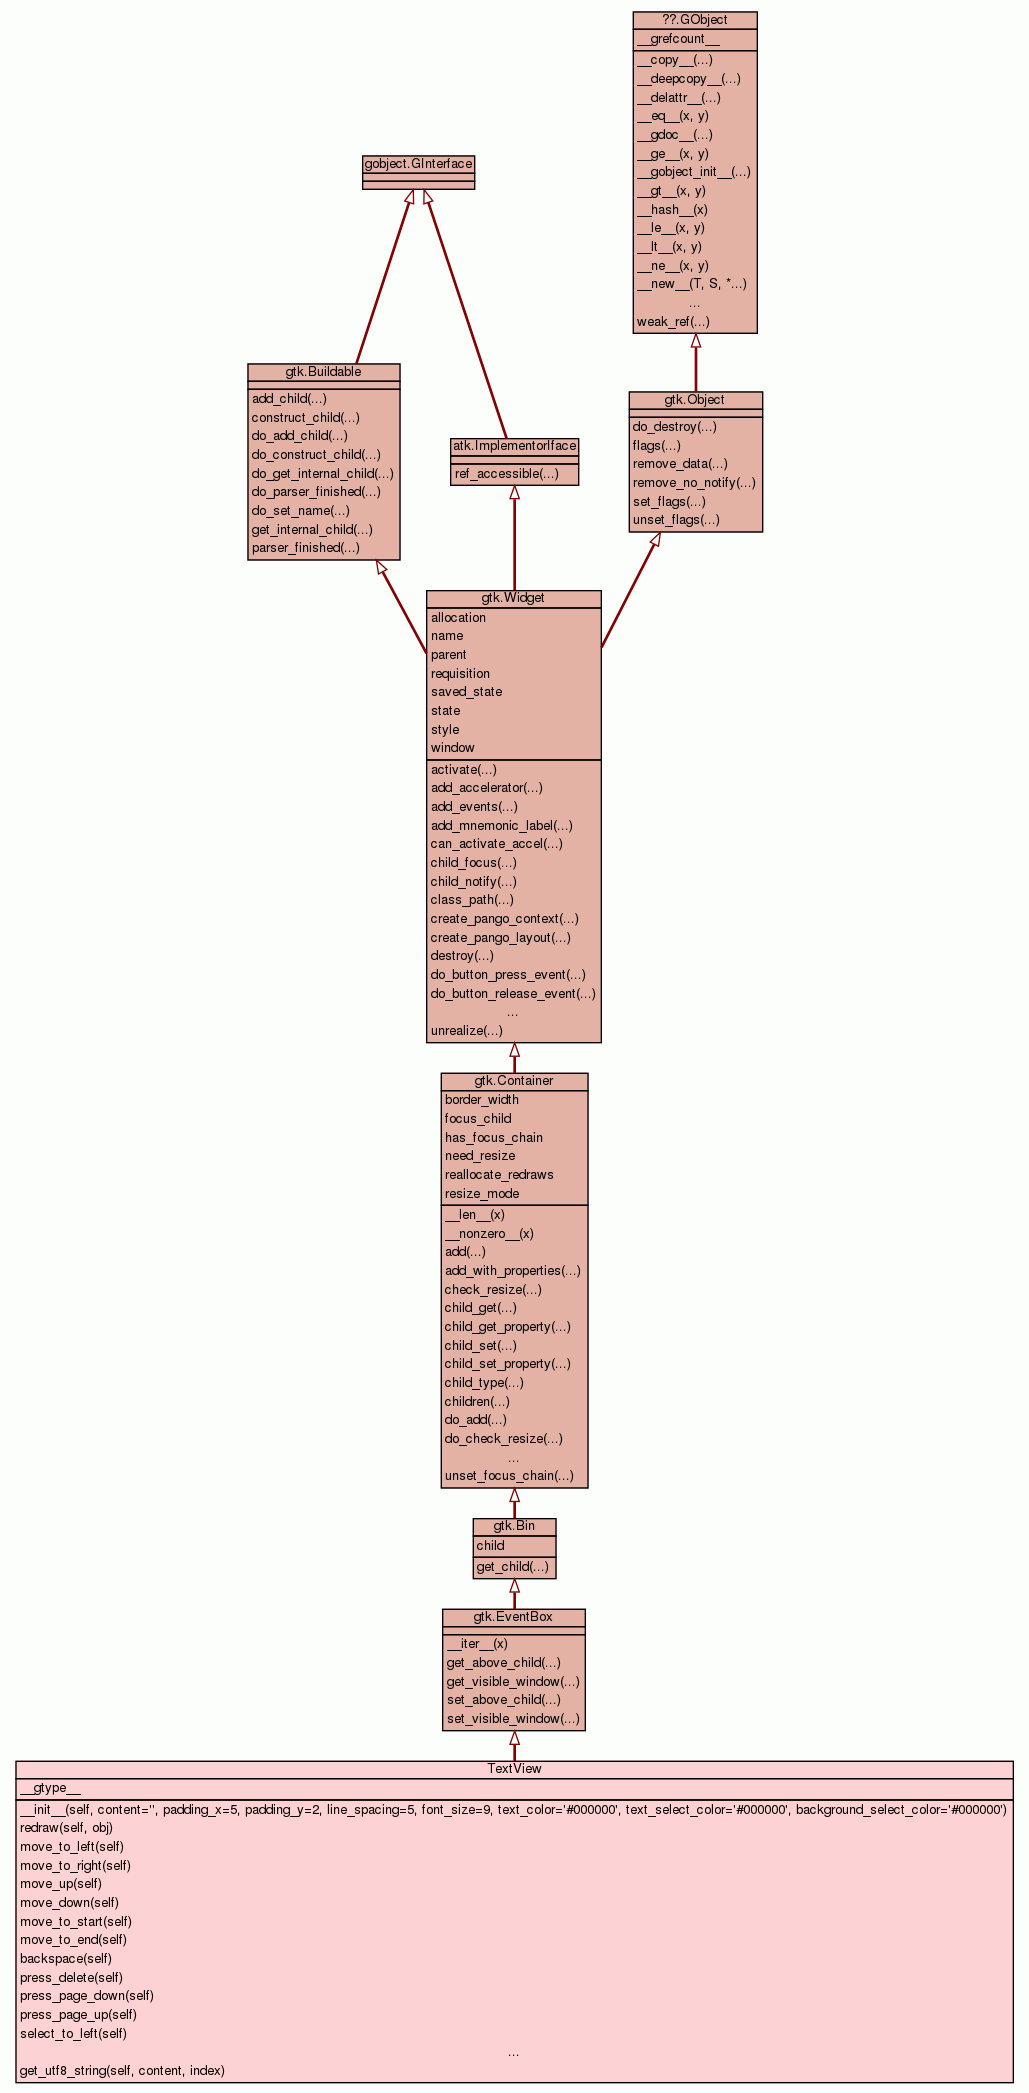 ??.GObject
__grefcount__
__copy__(...)
__deepcopy__(...)
__delattr__(...)
__eq__(x, y)
__gdoc__(...)
__ge__(x, y)
__gobject_init__(...)
__gt__(x, y)
__hash__(x)
__le__(x, y)
__lt__(x, y)
__ne__(x, y)
__new__(T, S, *...)
...
weak_ref(...)
gobject.GInterface
gtk.Buildable
add_child(...)
construct_child(...)
do_add_child(...)
do_construct_child(...)
do_get_internal_child(...)
do_parser_finished(...)
do_set_name(...)
get_internal_child(...)
parser_finished(...)
atk.ImplementorIface
ref_accessible(...)
gtk.Object
do_destroy(...)
flags(...)
remove_data(...)
remove_no_notify(...)
set_flags(...)
unset_flags(...)
gtk.Widget
allocation
name
parent
requisition
saved_state
state
style
window
activate(...)
add_accelerator(...)
add_events(...)
add_mnemonic_label(...)
can_activate_accel(...)
child_focus(...)
child_notify(...)
class_path(...)
create_pango_context(...)
create_pango_layout(...)
destroy(...)
do_button_press_event(...)
do_button_release_event(...)
...
unrealize(...)
gtk.Container
border_width
focus_child
has_focus_chain
need_resize
reallocate_redraws
resize_mode
__len__(x)
__nonzero__(x)
add(...)
add_with_properties(...)
check_resize(...)
child_get(...)
child_get_property(...)
child_set(...)
child_set_property(...)
child_type(...)
children(...)
do_add(...)
do_check_resize(...)
...
unset_focus_chain(...)
gtk.Bin
child
get_child(...)
gtk.EventBox
__iter__(x)
get_above_child(...)
get_visible_window(...)
set_above_child(...)
set_visible_window(...)
TextView
__gtype__
__init__(self, content='', padding_x=5, padding_y=2, line_spacing=5, font_size=9, text_color='#000000', text_select_color='#000000', background_select_color='#000000')
redraw(self, obj)
move_to_left(self)
move_to_right(self)
move_up(self)
move_down(self)
move_to_start(self)
move_to_end(self)
backspace(self)
press_delete(self)
press_page_down(self)
press_page_up(self)
select_to_left(self)
...
get_utf8_string(self, content, index)